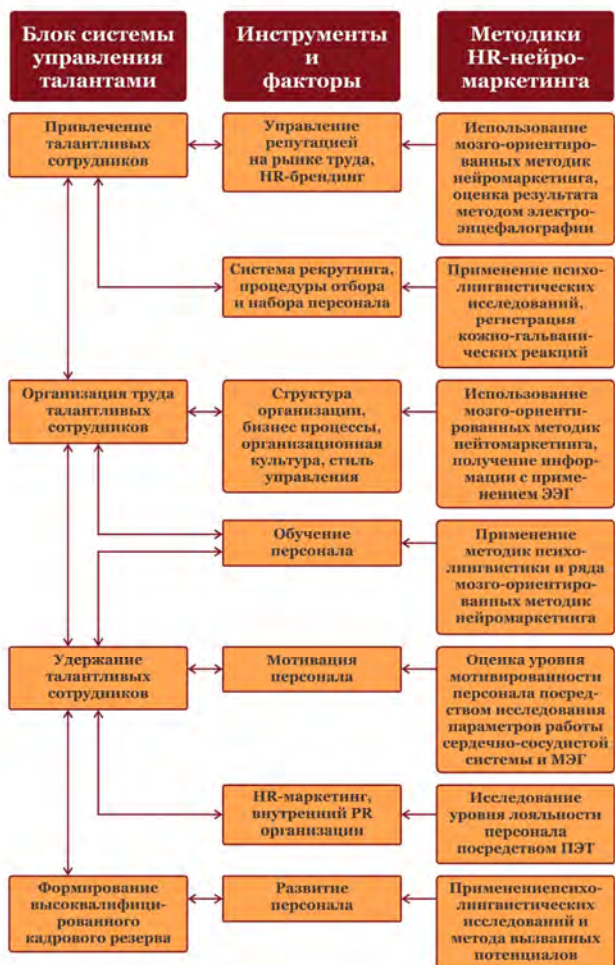 Блок системы
управления
талантами
Инструменты
и
факторы
Методики
HR-нейро-
маркетинга
Привлечение
талантливых
сотрудников
Управление
репутацией
на рынке труда,
HR-брендинг
Использование
мозго-ориентиро-
ванных методик
нейромаркетинга,
оценка результата
методом электро-
энцефалографии
Система рекрутинга,
процедуры отбора
и набора персонала
Применение психо-
лингвистических
исследований,
регистрация
кожно-гальвани-
ческих реакций
Организация труда
талантливых
сотрудников
Структура
организации,
бизнес процессы,
организационная
культура, стиль
управления
Использование
мозго-ориенти-
рованных методик
нейтомаркетинга,
получение инфор-
мации с приме-
нением ЭЭГ
Обучение
персонала
Применение
методик психо-
лингвистики и ряда
мозго-ориентиро-
ванных методик
нейромаркетинга
Удержание
талантливых
сотрудников
Мотивация
персонала
Оценка уровня
мотивированности
персонала посред-
ством исследования
параметров работы
сердечно-сосудистой
системы и МЭГ
HR-маркетинг,
внутренний PR
организации
Исследование
уровня лояльности
персонала
посредством ПЭТ
Формирование
высоквалифици-
рованного
кадрового резерва
Развитие
персонала
Применениепсихо-
лингвистических
исследований и
метода вызванных
потенциалов